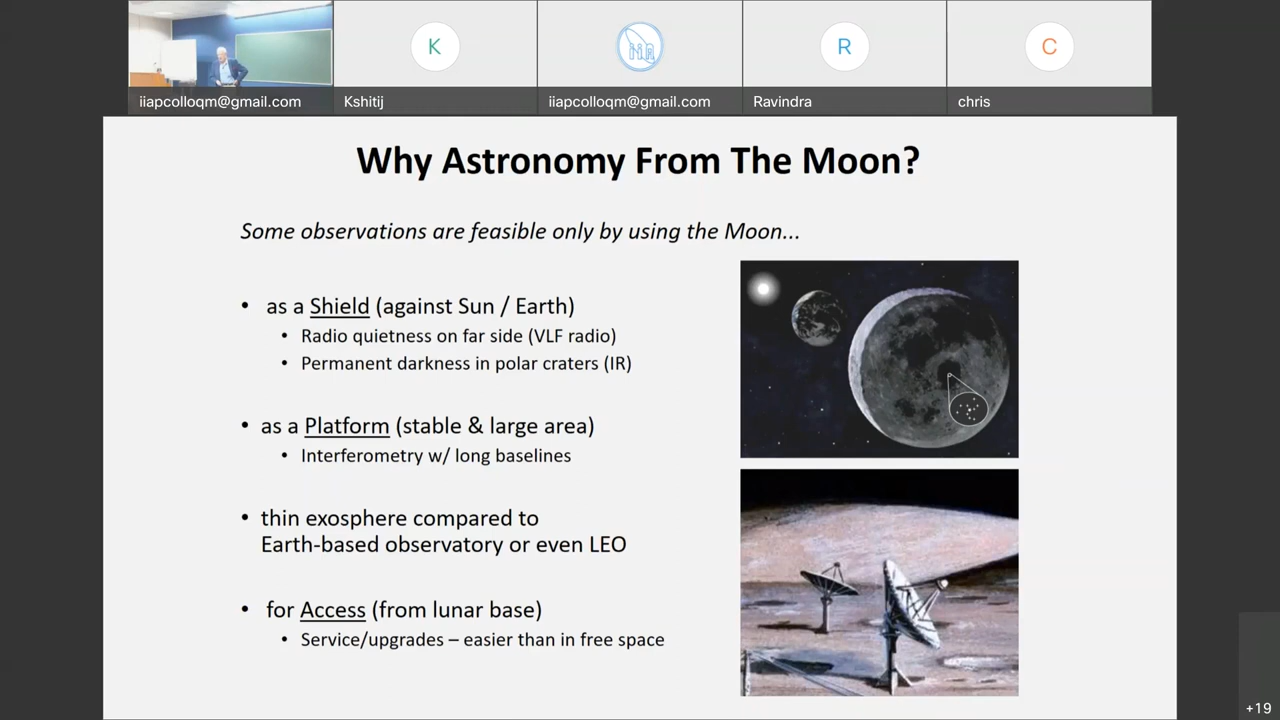 K
iiA
R
C
iiapcolloqm@gmail.com
Kshitij
iiapcolloqm@gmail.com
Ravindra
chris
Why Astronomy From The Moon?
Some observations are feasible only by using the Moon...
• as a Shield (against Sun / Earth)
• Radio quietness on far side (VLF radio)
• Permanent darkness in polar craters (IR)
• as a Platform (stable & large area)
• Interferometry w/ long baselines
• thin exosphere compared to
Earth-based observatory or even LEO
• for Access (from lunar base)
• Service/upgrades – easier than in free space
+19